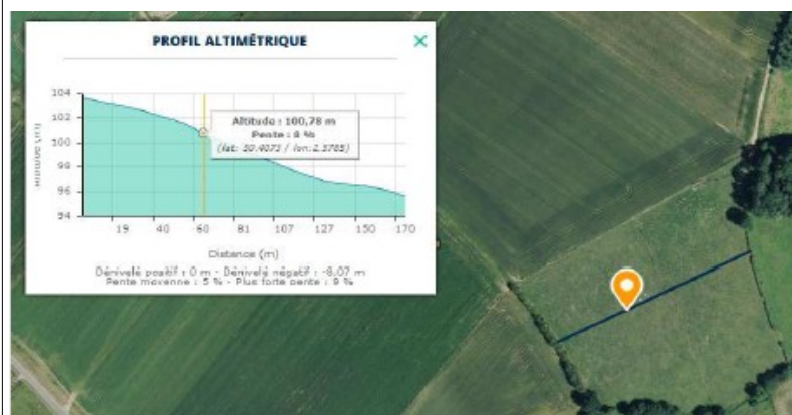 PROFIL ALTIMÉTRIQUE
104
102
100
98
96
94
Altitude : 100,78 m
Pente : 8 %
(lat: 50.4073 / lon: 2.3785)
19 40 60 81 107 127 150 170
Distance (m)
Dénivelé positif : 0 m - Dénivelé négatif : -8,07 m
Pente moyenne : 5 % - Plus forte pente : 9 %